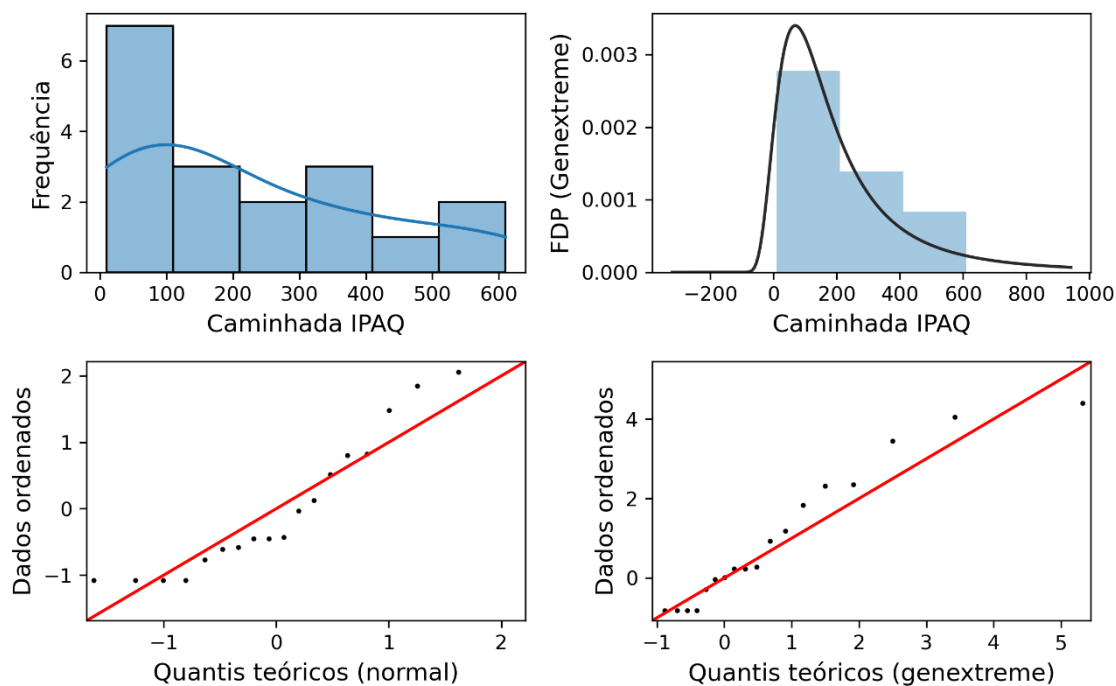 Frequência
6
4
2
0
0 100 200 300 400 500 600
Caminhada IPAQ
FDP (Genextreme)
0.003
0.002
0.001
0.000
−200 0 200 400 600 800 1000
Caminhada IPAQ
Dados ordenados
2
1
0
−1
−1 0 1 2
Quantis teóricos (normal)
Dados ordenados
4
2
0
−1 0 1 2 3 4 5
Quantis teóricos (genextreme)